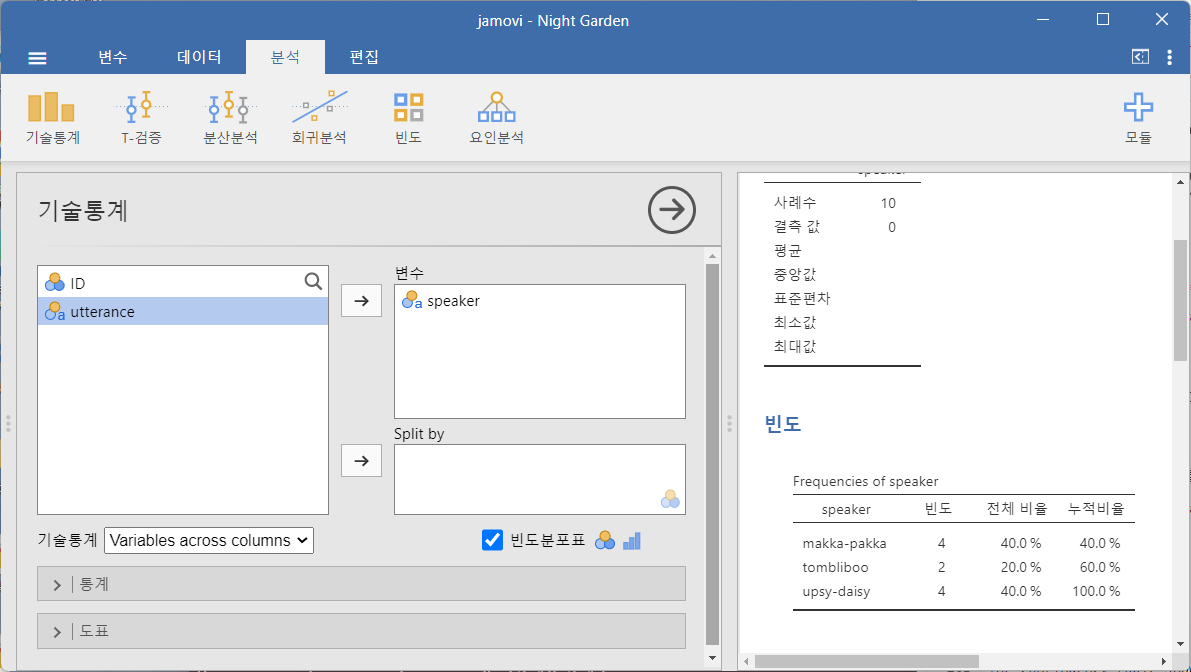 jamovi - Night Garden
변수 데이터 분석 편집
기술통계 T-검증 분산분석 회귀분석 빈도 요인분석 모듈
기술통계
ID
utterance
변수
speaker
Split by
기술통계 Variables across columns
빈도분포표
통계
도표
speaker
사례수 10
결측 값 0
평균
중앙값
표준편차
최소값
최대값
빈도
Frequencies of speaker
speaker 빈도 전체 비율 누적비율
makka-pakka 4 40.0 % 40.0 %
tombliboo 2 20.0 % 60.0 %
upsy-daisy 4 40.0 % 100.0 %